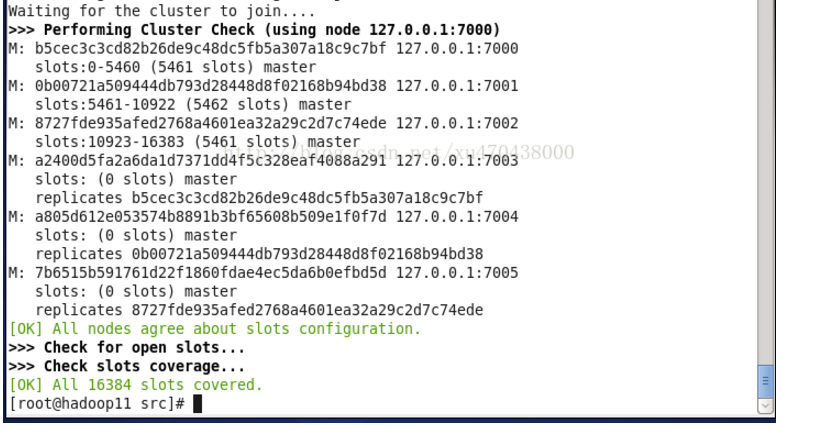 Waiting for the cluster to join....
>>> Performing Cluster Check (using node 127.0.0.1:7000)
M: b5cec3c3cd82b26de9c48dc5fb5a307a18c9c7bf 127.0.0.1:7000
   slots:0-5460 (5461 slots) master
M: 0b00721a509444db793d28448d8f02168b94bd38 127.0.0.1:7001
   slots:5461-10922 (5462 slots) master
M: 8727fde935afed2768a4601ea32a29c2d7c74ede 127.0.0.1:7002
   slots:10923-16383 (5461 slots) master
http://blog.csdn.net/xu470438000
M: a2400d5fa2a6da1d7371dd4f5c328eaf4088a291 127.0.0.1:7003
   slots: (0 slots) master
   replicates b5cec3c3cd82b26de9c48dc5fb5a307a18c9c7bf
M: a805d612e053574b8891b3bf65608b509e1f0f7d 127.0.0.1:7004
   slots: (0 slots) master
   replicates 0b00721a509444db793d28448d8f02168b94bd38
M: 7b6515b591761d22f1860fdae4ec5da6b0efbd5d 127.0.0.1:7005
   slots: (0 slots) master
   replicates 8727fde935afed2768a4601ea32a29c2d7c74ede
[OK] All nodes agree about slots configuration.
>>> Check for open slots...
>>> Check slots coverage...
[OK] All 16384 slots covered.
[root@hadoop11 src]#